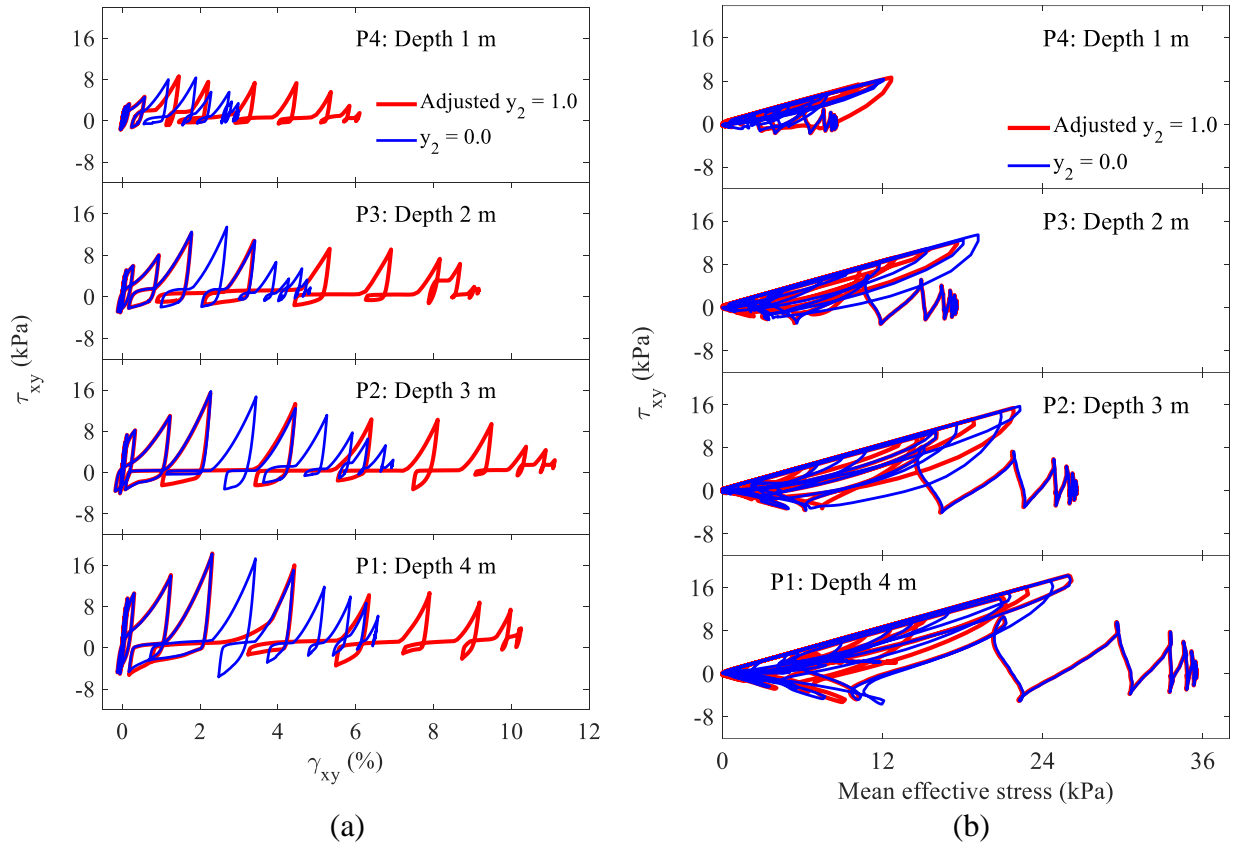 16
8
0
-8
P4: Depth 1 m
Adjusted y2 = 1.0
y2 = 0.0
16
8
0
-8
P3: Depth 2 m
16
8
0
-8
P2: Depth 3 m
16
8
0
-8
P1: Depth 4 m
0 2 4 6 8 10 12
γxy (%)
τxy (kPa)
(a)
16
8
0
-8
P4: Depth 1 m
Adjusted y2 = 1.0
y2 = 0.0
16
8
0
-8
P3: Depth 2 m
16
8
0
-8
P2: Depth 3 m
16
8
0
-8
P1: Depth 4 m
0 12 24 36
Mean effective stress (kPa)
τxy (kPa)
(b)